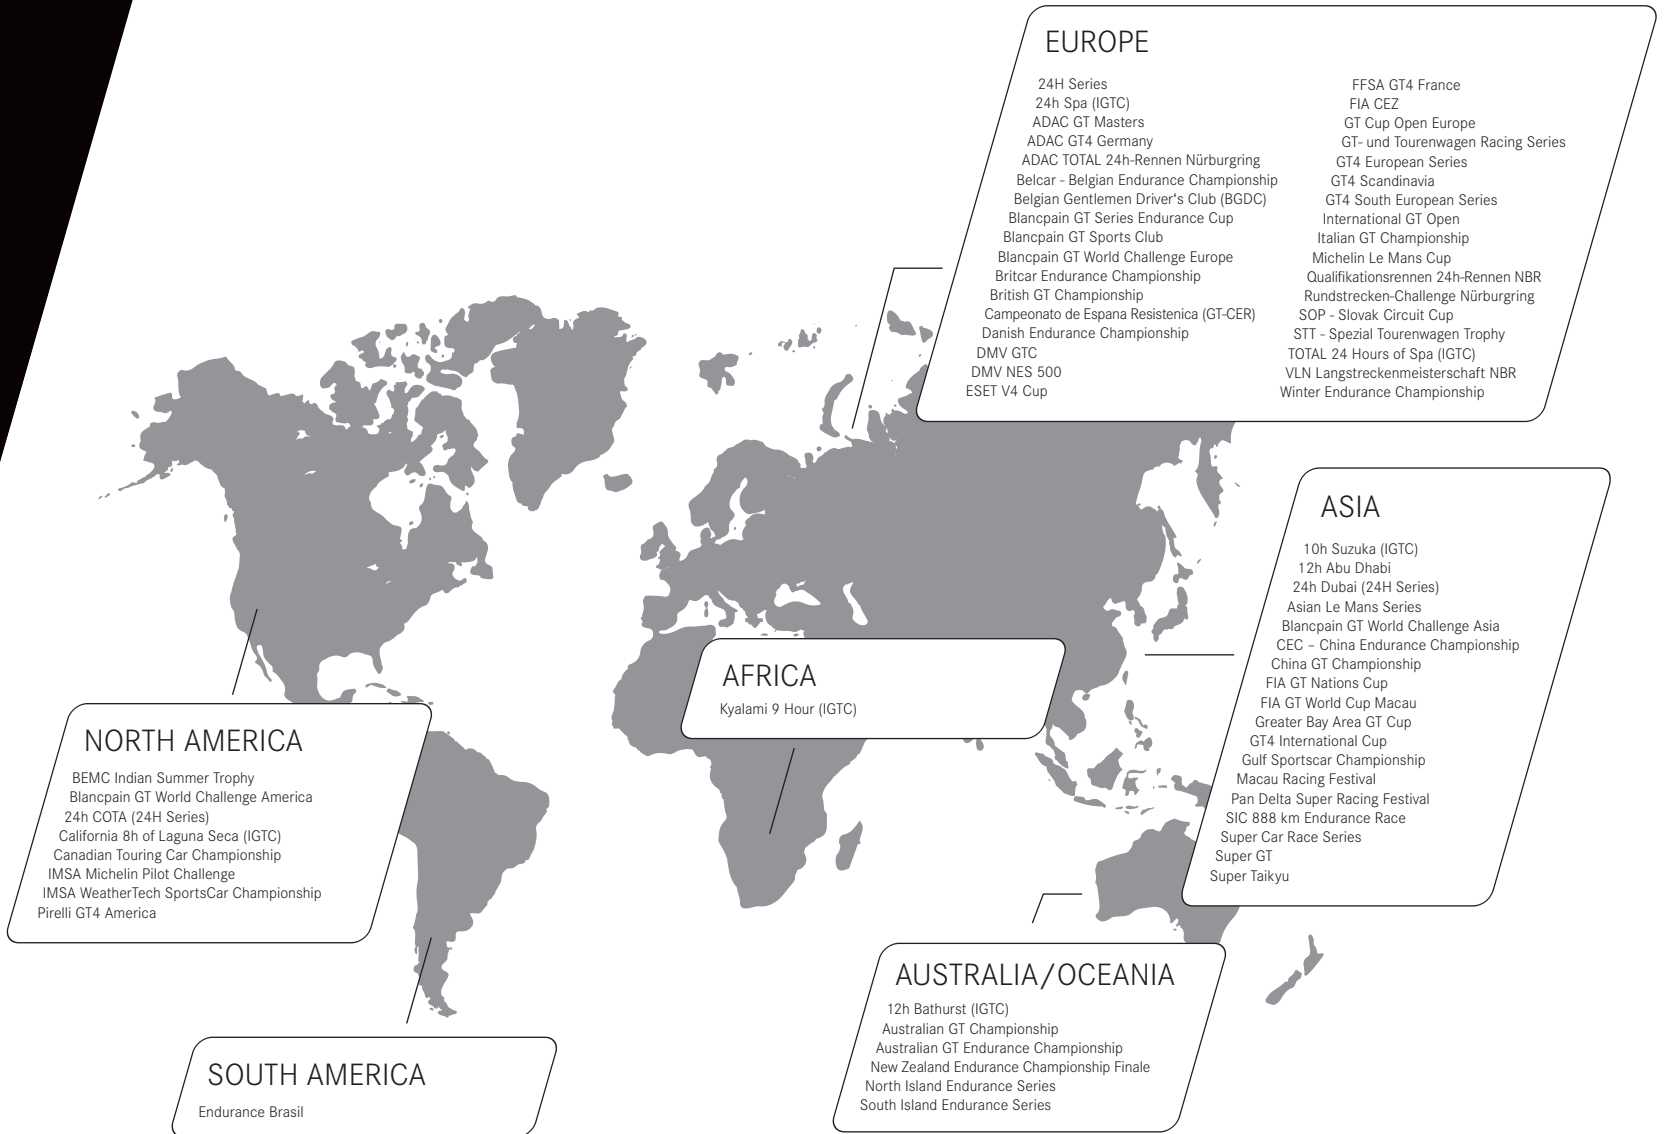 EUROPE
24H Series
24h Spa (IGTC)
ADAC GT Masters
ADAC GT4 Germany
ADAC TOTAL 24h-Rennen Nürburgring
Belcar - Belgian Endurance Championship
Belgian Gentlemen Driver‘s Club (BGDC)
Blancpain GT Series Endurance Cup
Blancpain GT Sports Club
Blancpain GT World Challenge Europe
Britcar Endurance Championship
British GT Championship
Campeonato de Espana Resistenica (GT-CER)
Danish Endurance Championship
DMV GTC
DMV NES 500
ESET V4 Cup
FFSA GT4 France
FIA CEZ
GT Cup Open Europe
GT- und Tourenwagen Racing Series
GT4 European Series
GT4 Scandinavia
GT4 South European Series
International GT Open
Italian GT Championship
Michelin Le Mans Cup
Qualifikationsrennen 24h-Rennen NBR
Rundstrecken-Challenge Nürburgring
SOP - Slovak Circuit Cup
STT - Spezial Tourenwagen Trophy
TOTAL 24 Hours of Spa (IGTC)
VLN Langstreckenmeisterschaft NBR
Winter Endurance Championship
ASIA
10h Suzuka (IGTC)
12h Abu Dhabi
24h Dubai (24H Series)
Asian Le Mans Series
Blancpain GT World Challenge Asia
CEC – China Endurance Championship
China GT Championship
FIA GT Nations Cup
FIA GT World Cup Macau
Greater Bay Area GT Cup
GT4 International Cup
Gulf Sportscar Championship
Macau Racing Festival
Pan Delta Super Racing Festival
SIC 888 km Endurance Race
Super Car Race Series
Super GT
Super Taikyu
AFRICA
Kyalami 9 Hour (IGTC)
NORTH AMERICA
BEMC Indian Summer Trophy
Blancpain GT World Challenge America
24h COTA (24H Series)
California 8h of Laguna Seca (IGTC)
Canadian Touring Car Championship
IMSA Michelin Pilot Challenge
IMSA WeatherTech SportsCar Championship
Pirelli GT4 America
AUSTRALIA/OCEANIA
12h Bathurst (IGTC)
Australian GT Championship
Australian GT Endurance Championship
New Zealand Endurance Championship Finale
North Island Endurance Series
South Island Endurance Series
SOUTH AMERICA
Endurance Brasil